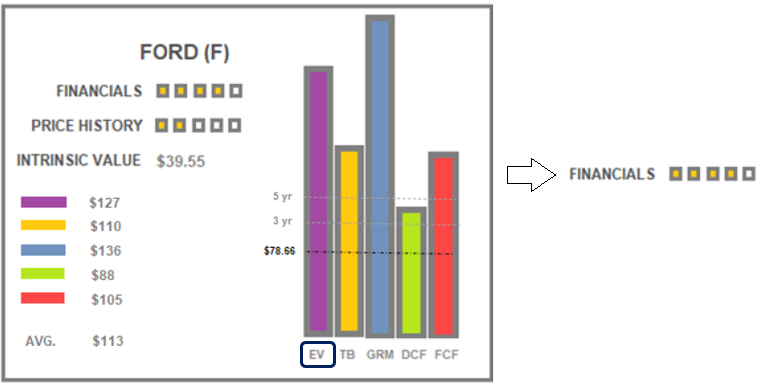 FORD (F)
FINANCIALS
PRICE HISTORY
INTRINSIC VALUE $39.55
$127
$110
$136
$88
$105
AVG. $113
5 yr
3 yr
$78.66
EV TB GRM DCF FCF
FINANCIALS